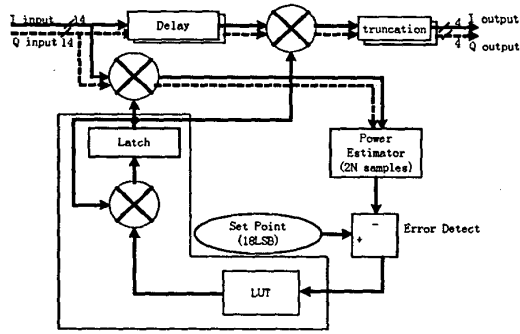 I input 14
Q input 14
Delay
truncation
4 I output
4 Q output
Latch
Power
Estimator
(2N samples)
Set Point
(18LSB)
- 
+
Error Detect
LUT